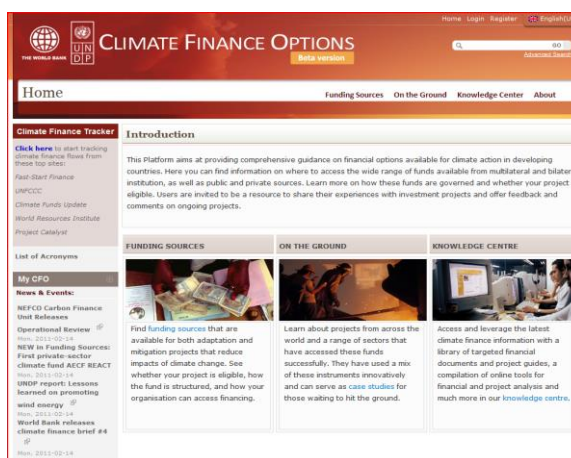 Home Login Register English(U
THE WORLD BANK
U N
D P
CLIMATE FINANCE OPTIONS
Beta version
GO
Advanced Search
Home
Funding Sources On the Ground Knowledge Center About
Climate Finance Tracker
Click here to start tracking
climate finance flows from
these top sites:
Fast-Start Finance
UNFCCC
Climate Funds Update
World Resources Institute
Project Catalyst
List of Acronyms
My CFO
News & Events:
NEFCO Carbon Finance
Unit Releases
Operational Review
Mon, 2011-02-14
NEW in Funding Sources:
First private-sector
climate fund AECF REACT
Mon, 2011-02-14
UNDP report: Lessons
learned on promoting
wind energy
Mon, 2011-02-14
World Bank releases
climate finance brief #4
Mon, 2011-02-14
Introduction
This Platform aims at providing comprehensive guidance on financial options available for climate action in developing
countries. Here you can find information on where to access the wide range of funds available from multilateral and bilater
institution, as well as public and private sources. Learn more on how these funds are governed and whether your project
eligible. Users are invited to be a resource to share their experiences with investment projects and offer feedback and
comments on ongoing projects.
FUNDING SOURCES
Find funding sources that are
available for both adaptation and
mitigation projects that reduce
impacts of climate change. See
whether your project is eligible, how
the fund is structured, and how your
organisation can access financing.
ON THE GROUND
Learn about projects from across the
world and a range of sectors that
have accessed these funds
successfully. They have used a mix
of these instruments innovatively
and can serve as case studies for
those waiting to hit the ground.
KNOWLEDGE CENTRE
Access and leverage the latest
climate finance information with a
library of targeted financial
documents and project guides, a
compilation of online tools for
financial and project analysis and
much more in our knowledge centre.